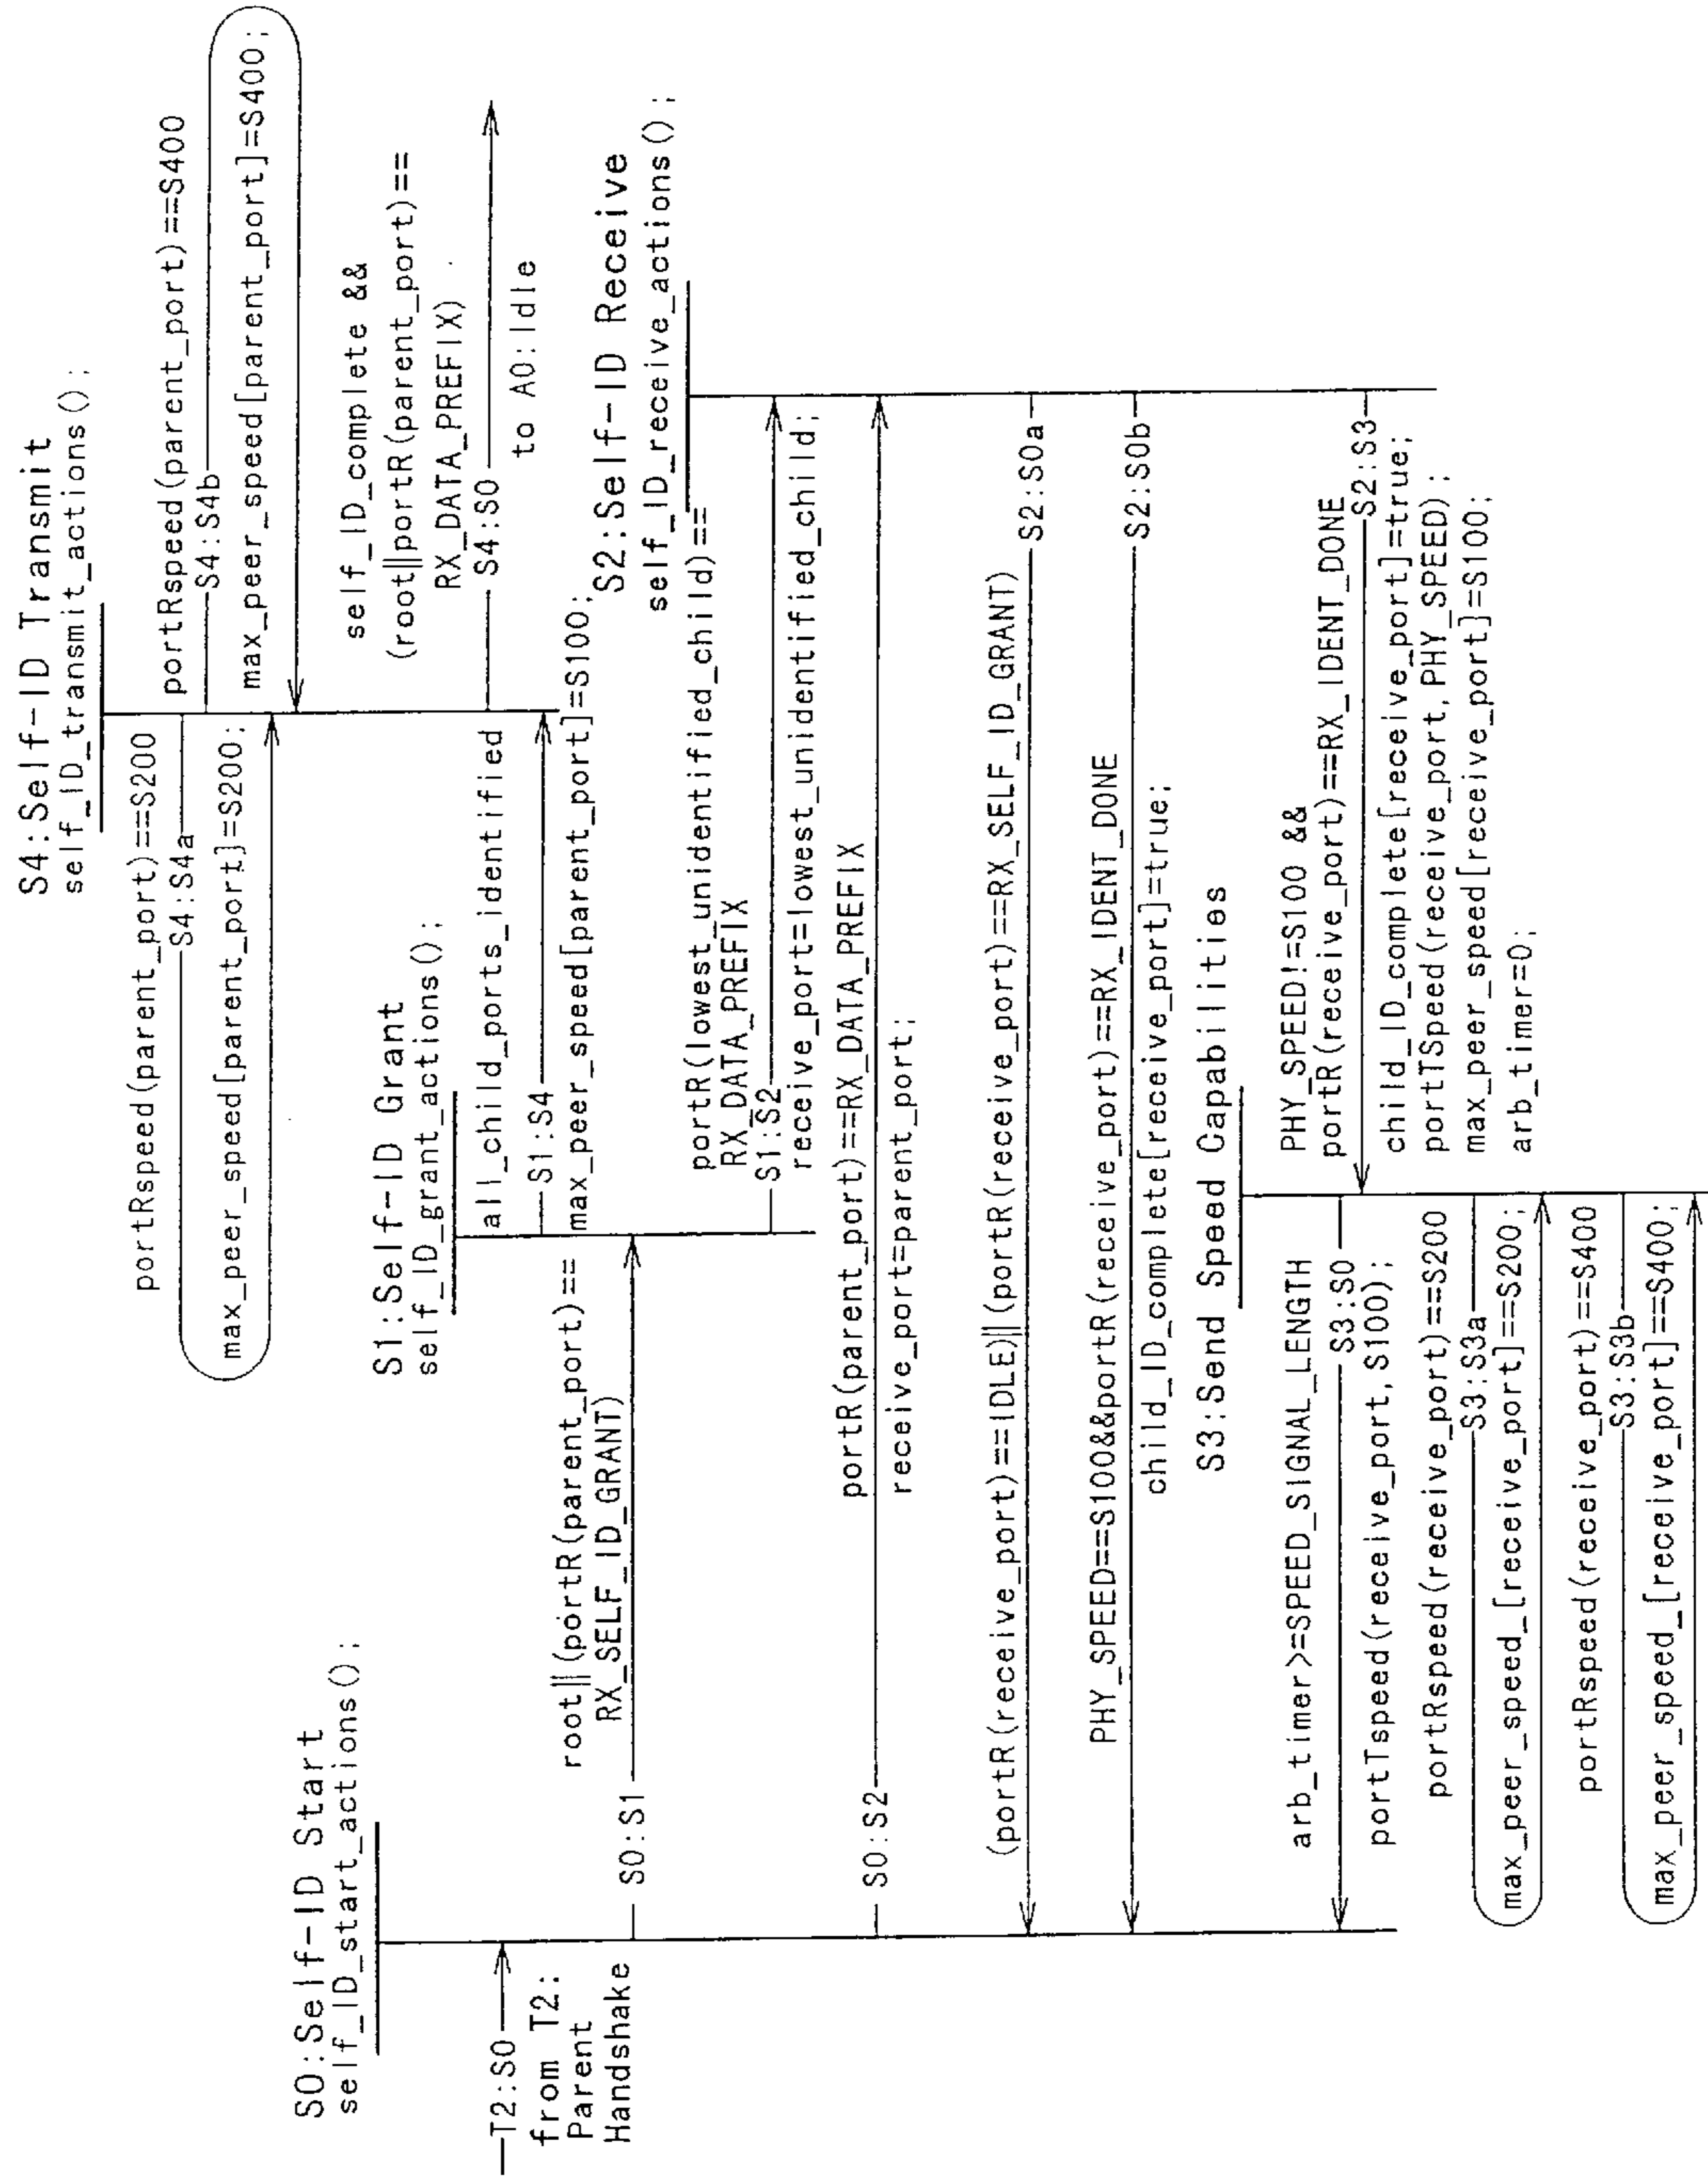 S0:Self-ID Start
self_ID_start_actions();
T2:S0
from T2:
Parent
Handshake
root||(portR(parent_port)==
RX_SELF_ID_GRANT)
S0:S1
S1:Self-ID Grant
self_ID_grant_actions();
all_child_ports_identified
S1:S4
max_peer_speed[parent_port]=S100;
S4:Self-ID Transmit
self_ID_transmit_actions();
portRspeed(parent_port)==S200
S4:S4a
max_peer_speed[parent_port]=S200;
portRspeed(parent_port)==S400
S4:S4b
max_peer_speed[parent_port]=S400;
self_ID_complete &&
(root||portR(parent_port)==
RX_DATA_PREFIX)
S4:S0
to A0:Idle
S2:Self-ID Receive
self_ID_receive_actions();
portR(lowest_unidentified_child)==
RX_DATA_PREFIX
S1:S2
receive_port=lowest_unidentified_child;
portR(parent_port)==RX_DATA_PREFIX
S0:S2
receive_port=parent_port;
(portR(receive_port)==IDLE)||(portR(receive_port)==RX_SELF_ID_GRANT)
S2:S0a
PHY_SPEED==S100&&portR(receive_port)==RX_IDENT_DONE
S2:S0b
child_ID_complete[receive_port]=true;
S3:Send Speed Capabilities
PHY_SPEED!=S100 &&
portR(receive_port)==RX_IDENT_DONE
S2:S3
child_ID_complete[receive_port]=true;
portTSpeed(receive_port,PHY_SPEED);
max_peer_speed[receive_port]=S100;
arb_timer=0;
arb_timer>=SPEED_SIGNAL_LENGTH
S3:S0
portTspeed(receive_port,S100);
portRspeed(receive_port)==S200
S3:S3a
max_peer_speed_[receive_port]==S200;
portRspeed(receive_port)==S400
S3:S3b
max_peer_speed_[receive_port]==S400;